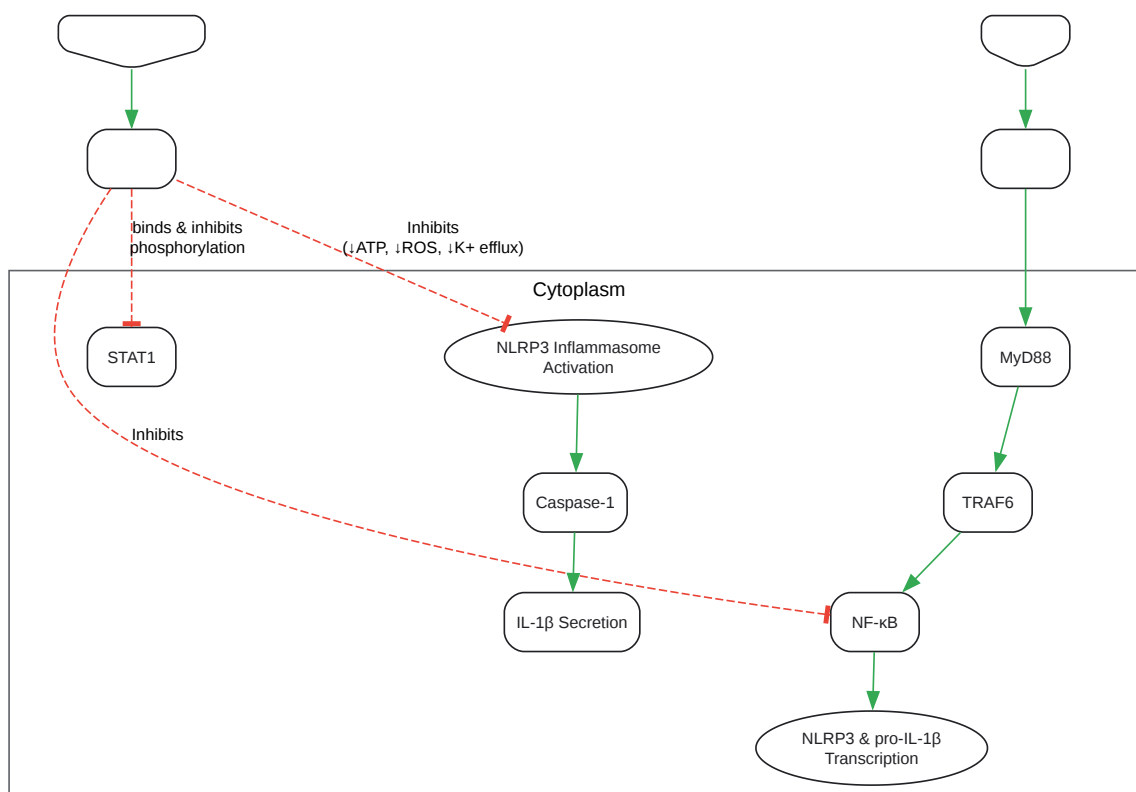 binds & inhibits
phosphorylation
Inhibits
(↓ATP, ↓ROS, ↓K+ efflux)
Cytoplasm
STAT1
NLRP3 Inflammasome
Activation
MyD88
Inhibits
Caspase-1
TRAF6
IL-1β Secretion
NF-κB
NLRP3 & pro-IL-1β
Transcription